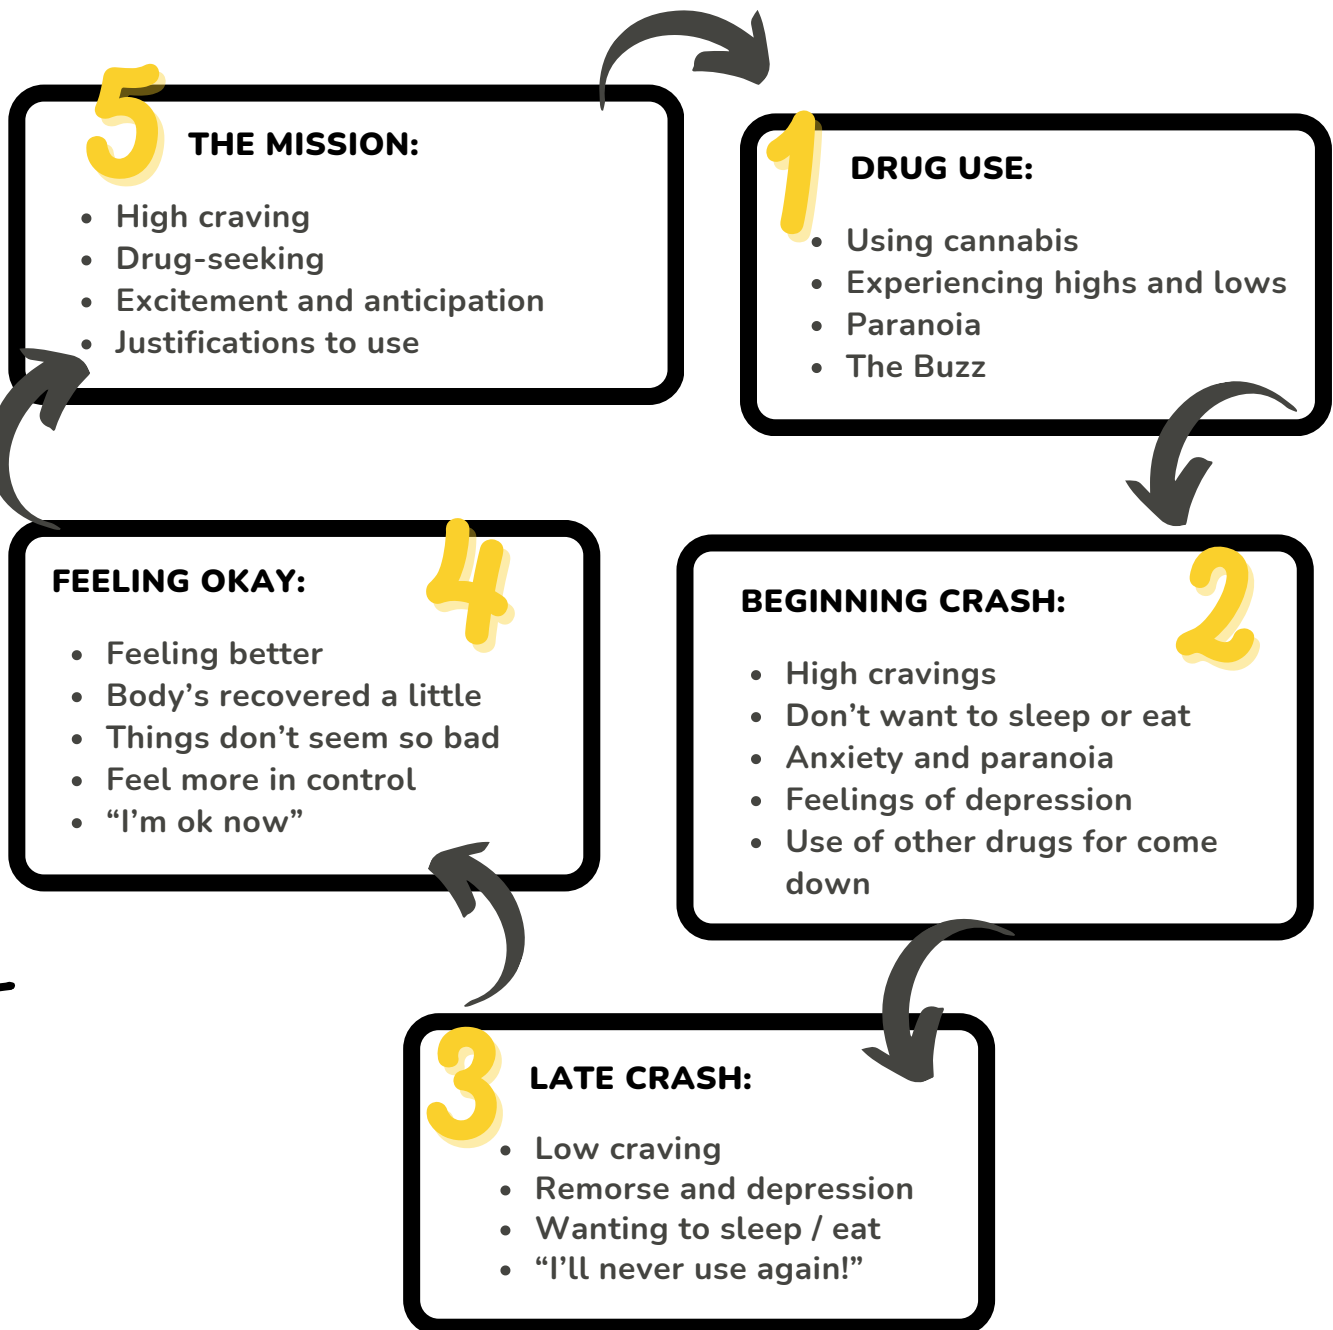 1
DRUG USE:
• Using cannabis
• Experiencing highs and lows
• Paranoia
• The Buzz
2
BEGINNING CRASH:
• High cravings
• Don’t want to sleep or eat
• Anxiety and paranoia
• Feelings of depression
• Use of other drugs for come
down
3
LATE CRASH:
• Low craving
• Remorse and depression
• Wanting to sleep / eat
• “I’ll never use again!”
4
FEELING OKAY:
• Feeling better
• Body’s recovered a little
• Things don’t seem so bad
• Feel more in control
• “I’m ok now”
5
THE MISSION:
• High craving
• Drug-seeking
• Excitement and anticipation
• Justifications to use